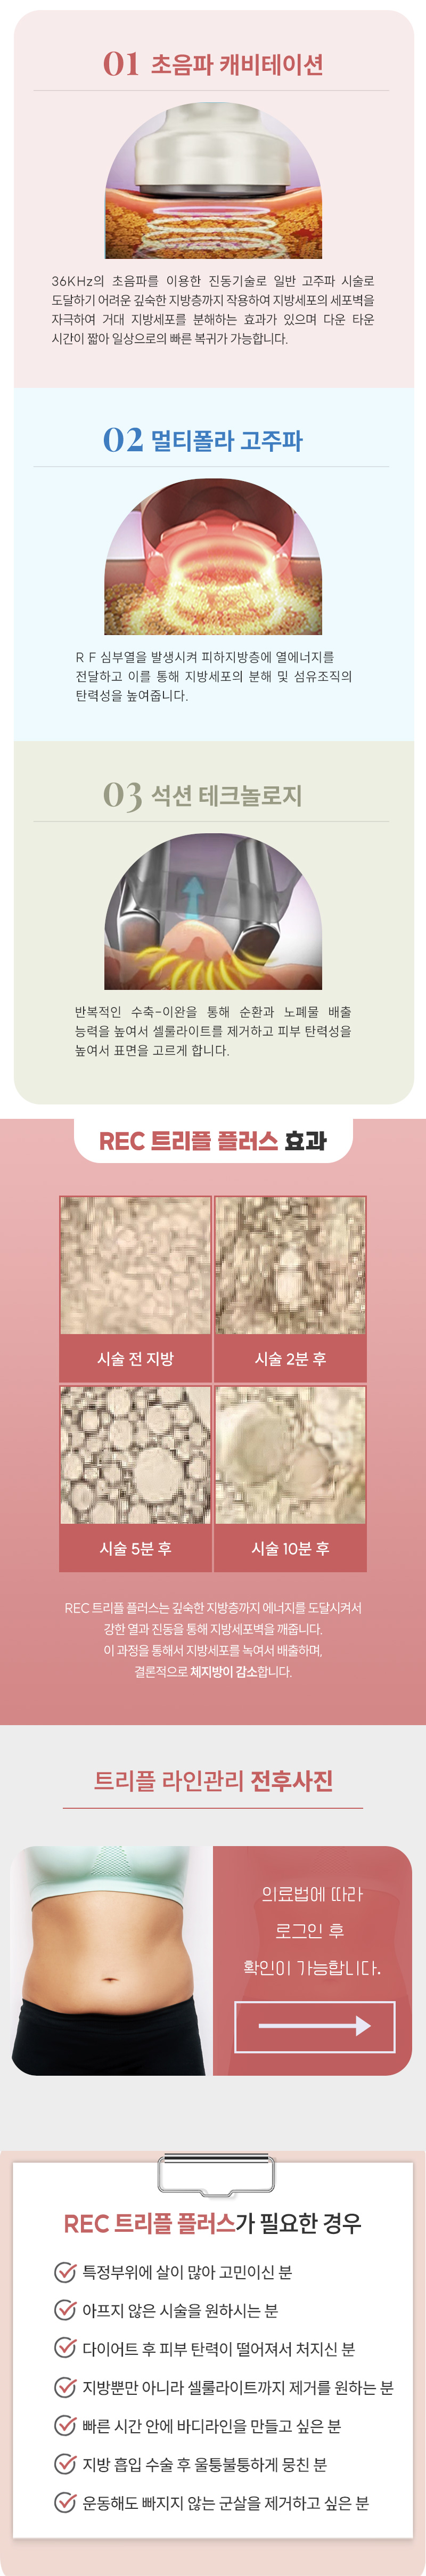 01 초음파 캐비테이션
36KHz의 초음파를 이용한 진동기술로 일반 고주파 시술로
도달하기 어려운 깊숙한 지방층까지 작용하여 지방세포의 세포벽을
자극하여 거대 지방세포를 분해하는 효과가 있으며 다운 타운
시간이 짧아 일상으로의 빠른 복귀가 가능합니다.
02 멀티폴라 고주파
R F 심부열을 발생시켜 피하지방층에 열에너지를
전달하고 이를 통해 지방세포의 분해 및 섬유조직의
탄력성을 높여줍니다.
03 석션 테크놀로지
반복적인 수축-이완을 통해 순환과 노폐물 배출
능력을 높여서 셀룰라이트를 제거하고 피부 탄력성을
높여서 표면을 고르게 합니다.
REC 트리플 플러스 효과
시술 전 지방
시술 2분 후
시술 5분 후
시술 10분 후
REC 트리플 플러스는 깊숙한 지방층까지 에너지를 도달시켜서
강한 열과 진동을 통해 지방세포벽을 깨줍니다.
이 과정을 통해서 지방세포를 녹여서 배출하며,
결론적으로 체지방이 감소합니다.
트리플 라인관리 전후사진
의료법에 따라
로그인 후
확인이 가능합니다.
REC 트리플 플러스가 필요한 경우
특정부위에 살이 많아 고민이신 분
아프지 않은 시술을 원하시는 분
다이어트 후 피부 탄력이 떨어져서 처지신 분
지방뿐만 아니라 셀룰라이트까지 제거를 원하는 분
빠른 시간 안에 바디라인을 만들고 싶은 분
지방 흡입 수술 후 울퉁불퉁하게 뭉친 분
운동해도 빠지지 않는 군살을 제거하고 싶은 분